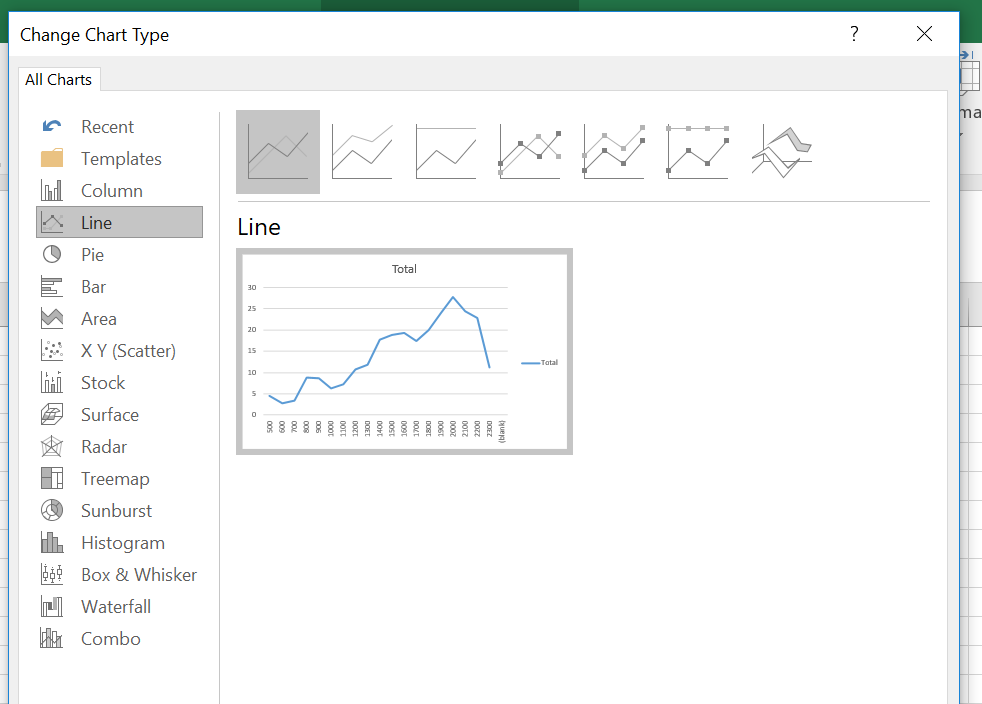 Change Chart Type
?
All Charts
Recent
Templates
Column
Line
Pie
Bar
Area
X Y (Scatter)
Stock
Surface
Radar
Treemap
Sunburst
Histogram
Box & Whisker
Waterfall
Combo
Line
Total
30
25
20
15
10
5
0
500 600 700 800 900 1000 1100 1200 1300 1400 1500 1600 1700 1800 1900 2000 2100 2200 2300 (blank)
Total
ma